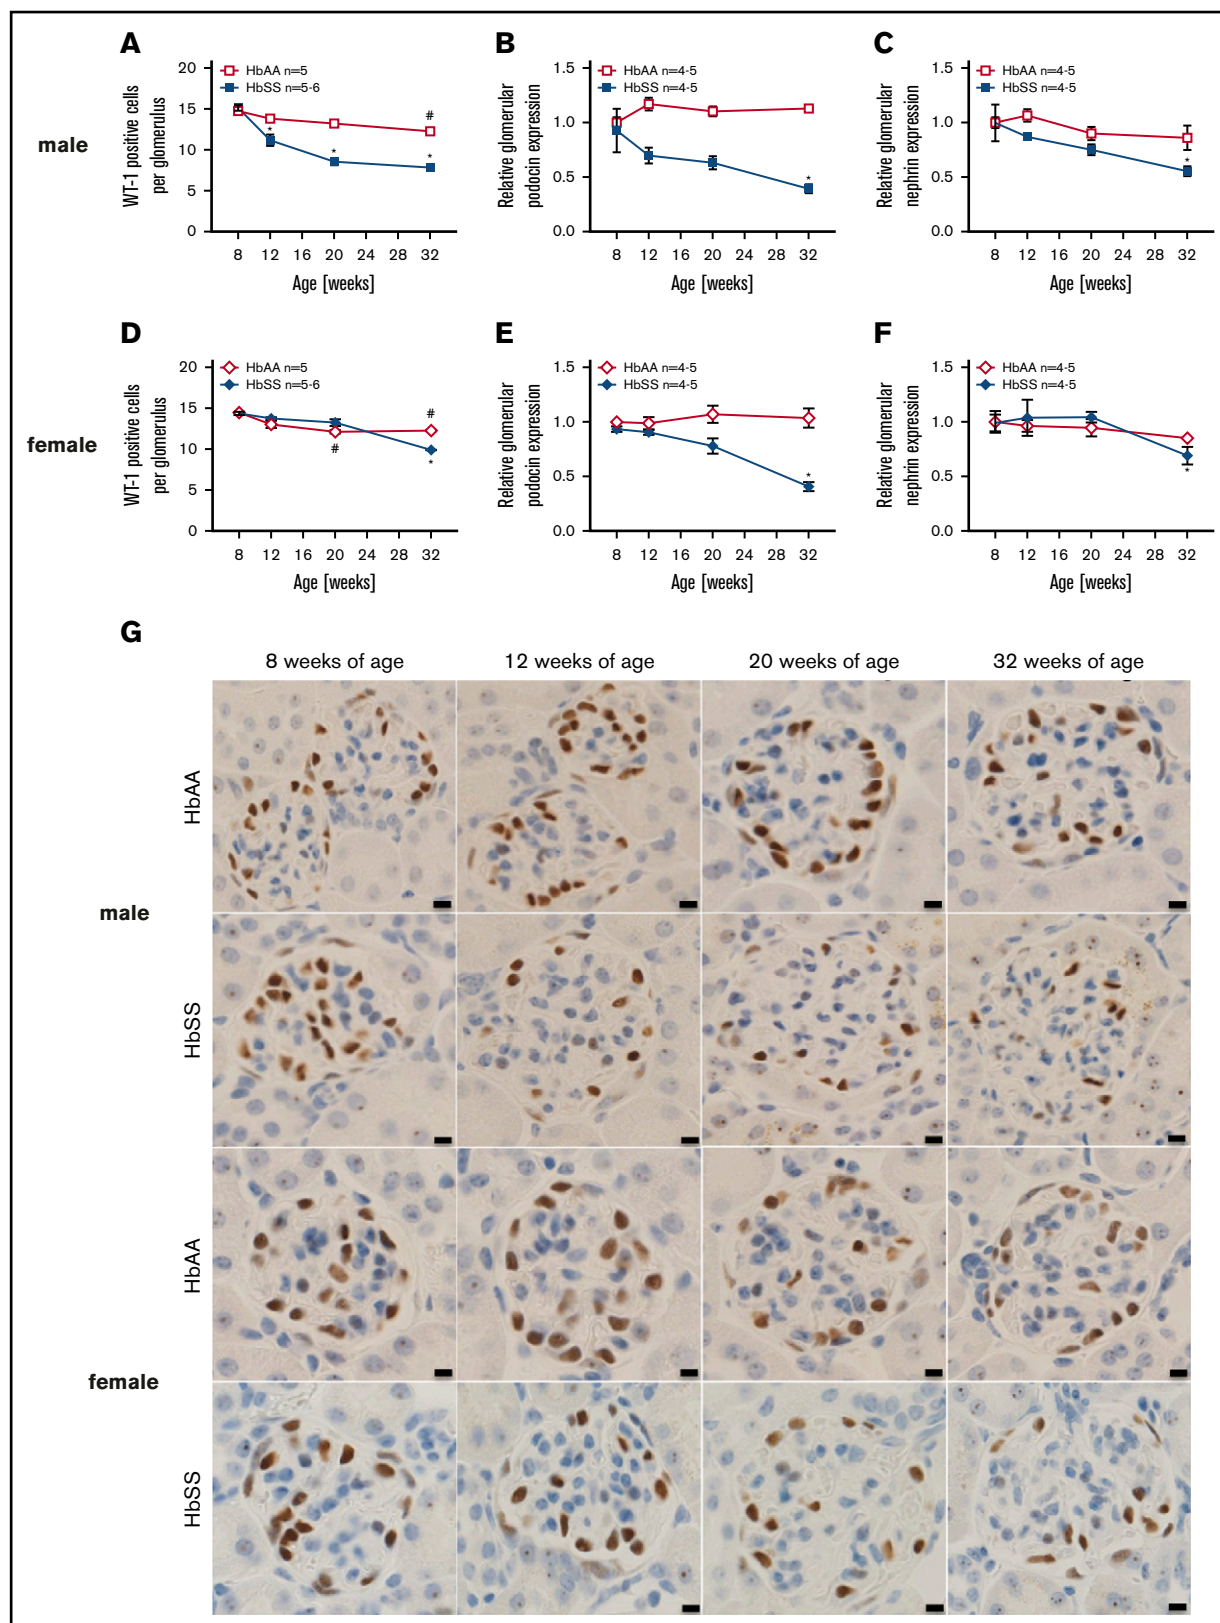 A
B
C
male
WT-1 positive cells
per glomerulus
20
15
10
5
0
HbAA n=5
HbSS n=5-6
*
*
#
*
8 12 16 20 24 28 32
Age [weeks]
Relative glomerular
podocin expression
1.5
1.0
0.5
0.0
HbAA n=4-5
HbSS n=4-5
*
8 12 16 20 24 28 32
Age [weeks]
Relative glomerular
nephrin expression
1.5
1.0
0.5
0.0
HbAA n=4-5
HbSS n=4-5
*
8 12 16 20 24 28 32
Age [weeks]
D
E
F
female
WT-1 positive cells
per glomerulus
20
15
10
5
0
HbAA n=5
HbSS n=5-6
#
#
*
8 12 16 20 24 28 32
Age [weeks]
Relative glomerular
podocin expression
1.5
1.0
0.5
0.0
HbAA n=4-5
HbSS n=4-5
*
8 12 16 20 24 28 32
Age [weeks]
Relative glomerular
nephrin expression
1.5
1.0
0.5
0.0
HbAA n=4-5
HbSS n=4-5
*
8 12 16 20 24 28 32
Age [weeks]
G
8 weeks of age
12 weeks of age
20 weeks of age
32 weeks of age
male
HbAA
HbSS
female
HbAA
HbSS